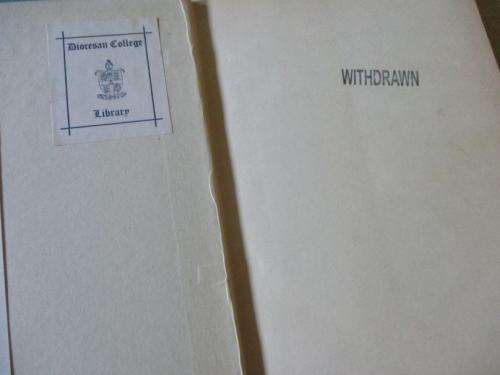 Diocesan College
Library
WITHDRAWN